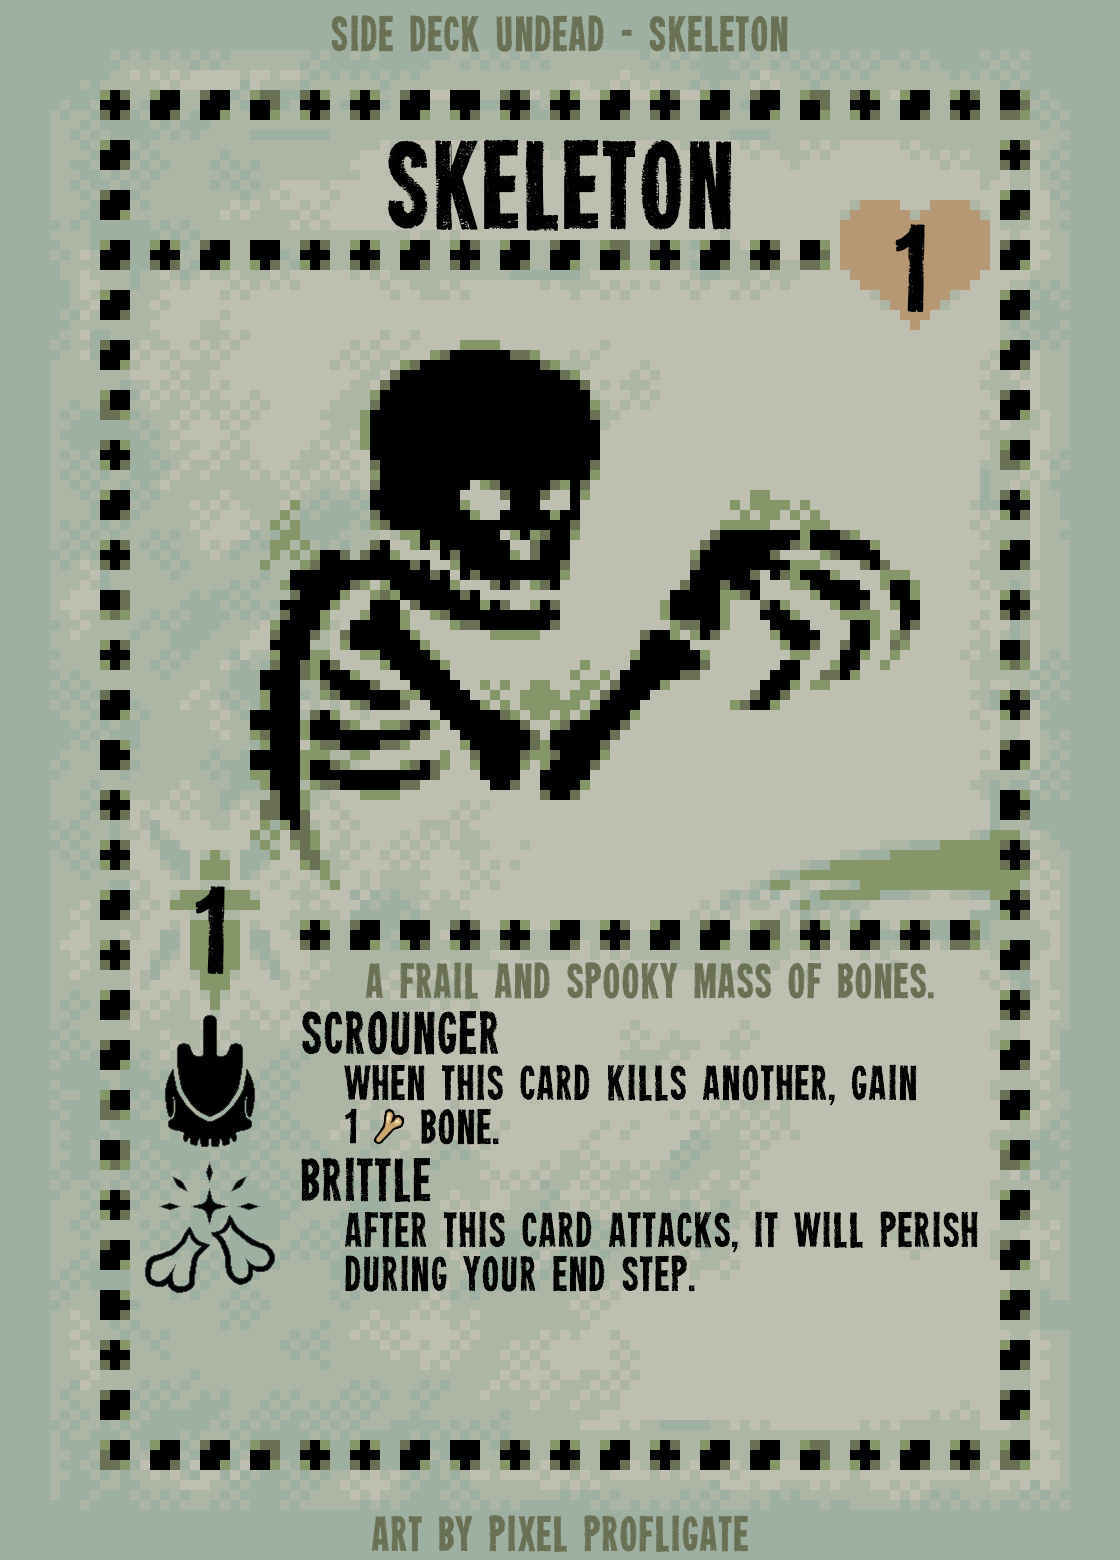 SIDE DECK UNDEAD - SKELETON
SKELETON
1
1
A FRAIL AND SPOOKY MASS OF BONES.
SCROUNGER
WHEN THIS CARD KILLS ANOTHER, GAIN
1 BONE.
BRITTLE
AFTER THIS CARD ATTACKS, IT WILL PERISH
DURING YOUR END STEP.
ART BY PIXEL PROFLIGATE